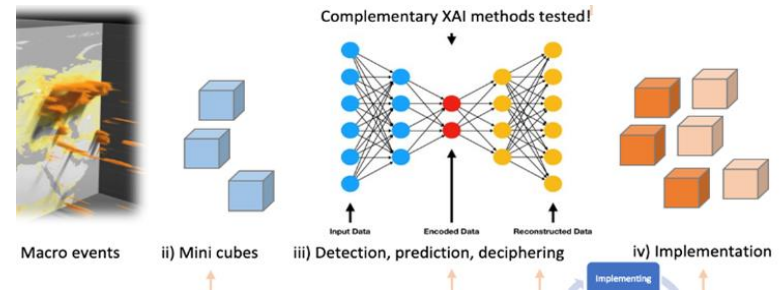 Complementary XAI methods tested!
Input Data
Encoded Data
Reconstructed Data
Macro events
ii) Mini cubes
iii) Detection, prediction, deciphering
iv) Implementation
Implementing